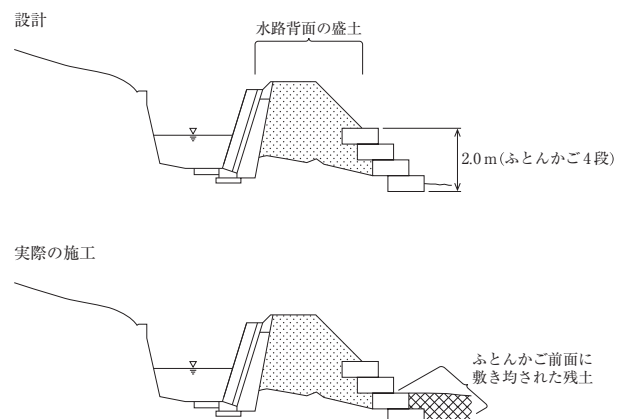 設計
水路背面の盛土
2.0m(ふとんかご4段)
実際の施工
ふとんかご前面に
敷き均された残土